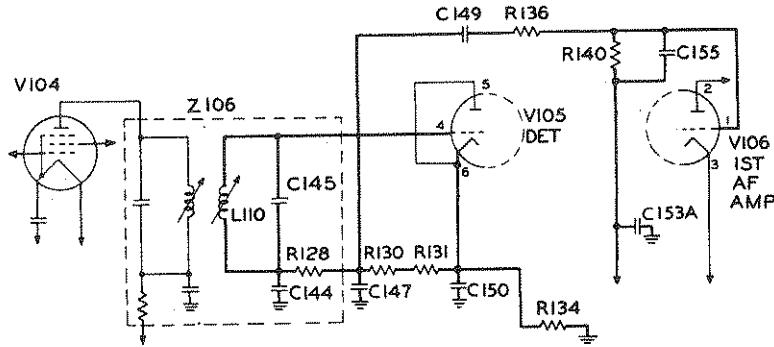 C149
R136
R140
C155
V104
Z106
5
V105
DET
4
6
2
1
V106
1ST
AF
AMP
3
C145
L110
C153A
R128
R130
R131
C144
C147
C150
R134